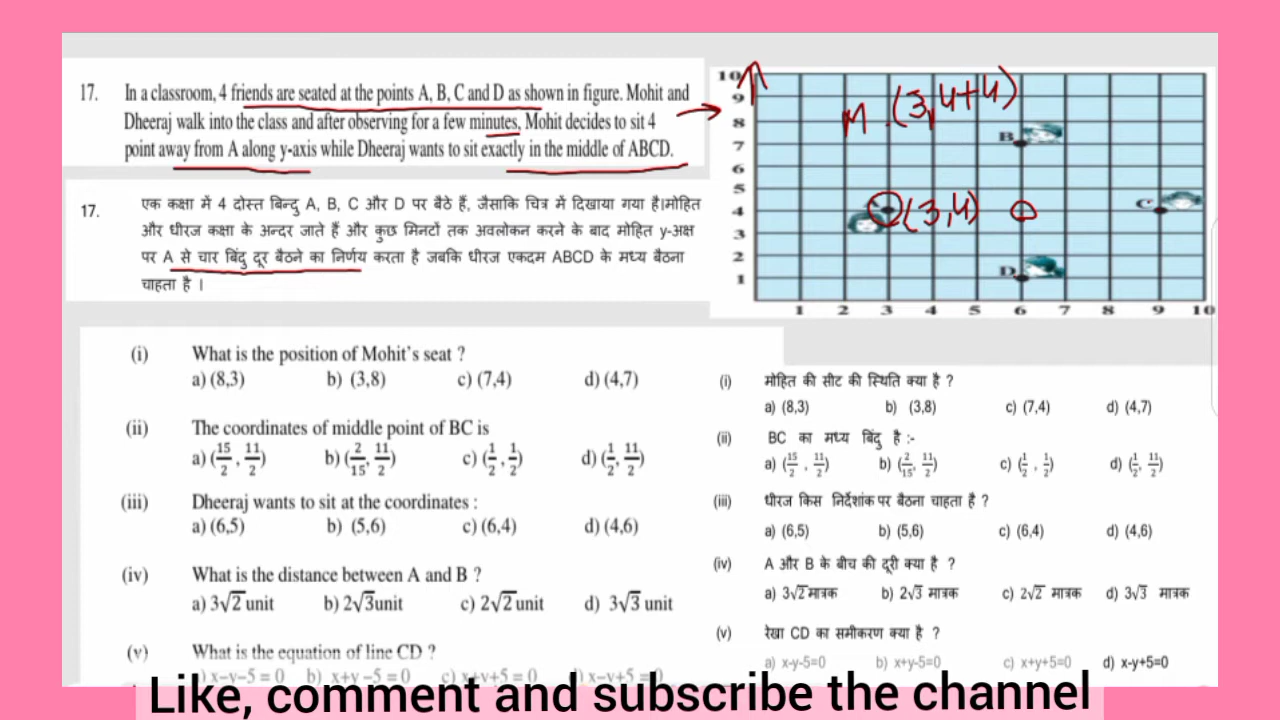 17. In a classroom, 4 friends are seated at the points A, B, C and D as shown in figure. Mohit and
Dheeraj walk into the class and after observing for a few minutes, Mohit decides to sit 4
point away from A along y-axis while Dheeraj wants to sit exactly in the middle of ABCD.
17. एक कक्षा में 4 दोस्त बिन्दु A, B, C और D पर बैठे हैं, जैसाकि चित्र में दिखाया गया है।मोहित
और धीरज कक्षा के अन्दर जाते हैं और कुछ मिनटों तक अवलोकन करने के बाद मोहित y-अक्ष
पर A से चार बिंदु दूर बैठने का निर्णय करता है जबकि धीरज एकदम ABCD के मध्य बैठना
चाहता है ।
10
9
8
7
6
5
4
3
2
1
1 2 3 4 5 6 7 8 9 10
M (3,4+4)
B
(3,4)
C
D
(i) What is the position of Mohit's seat ?
a) (8,3) b) (3,8) c) (7,4) d) (4,7)
(ii) The coordinates of middle point of BC is
a) (15/2, 11/2) b) (2/15, 11/2) c) (1/2, 1/2) d) (1/2, 11/2)
(iii) Dheeraj wants to sit at the coordinates :
a) (6,5) b) (5,6) c) (6,4) d) (4,6)
(iv) What is the distance between A and B ?
a) 3√2 unit b) 2√3unit c) 2√2 unit d) 3√3 unit
(v) What is the equation of line CD ?
) x−y−5 = 0 b) x+y −5 = 0 c) x+y+5 = 0 ) x−y+5 = 0
(i) मोहित की सीट की स्थिति क्या है ?
a) (8,3) b) (3,8) c) (7,4) d) (4,7)
(ii) BC का मध्य बिंदु है :-
a) (15/2, 11/2) b) (2/15, 11/2) c) (1/2, 1/2) d) (1/2, 11/2)
(iii) धीरज किस निर्देशांक पर बैठना चाहता है ?
a) (6,5) b) (5,6) c) (6,4) d) (4,6)
(iv) A और B के बीच की दूरी क्या है ?
a) 3√2 मात्रक b) 2√3 मात्रक c) 2√2 मात्रक d) 3√3 मात्रक
(v) रेखा CD का समीकरण क्या है ?
a) x-y-5=0 b) x+y-5=0 c) x+y+5=0 d) x-y+5=0
Like, comment and subscribe the channel